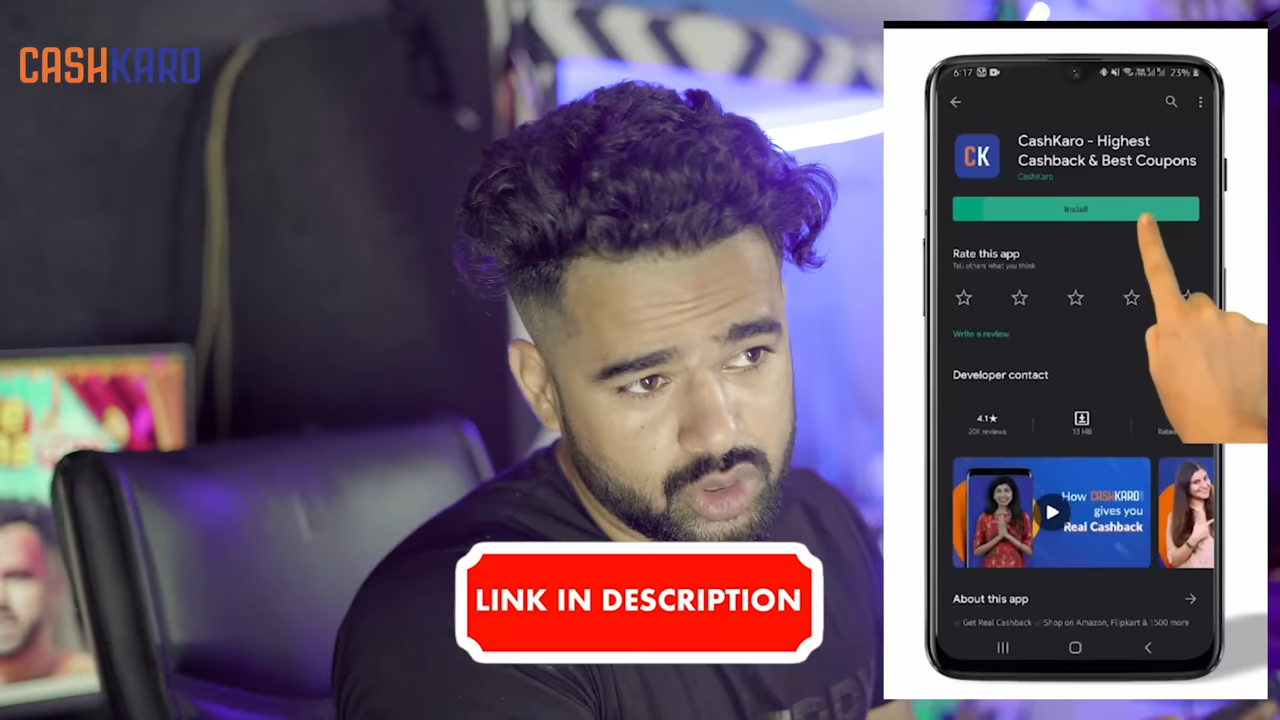 CASHKARO
6:17
23%
CK
CashKaro - Highest
Cashback & Best Coupons
CashKaro
Install
Rate this app
Tell others what you think
Write a review
Developer contact
4.1★
20K reviews
13 MB
Rated
How CASHKARO!
gives you
Real Cashback
About this app
Get Real Cashback Shop on Amazon, Flipkart & 1500 more
LINK IN DESCRIPTION